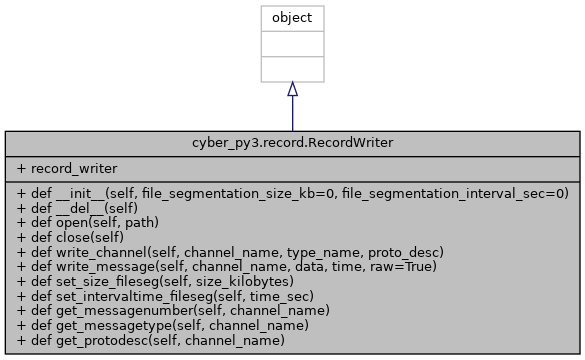 object
cyber_py3.record.RecordWriter
+ record_writer
+ def __init__(self, file_segmentation_size_kb=0, file_segmentation_interval_sec=0)
+ def __del__(self)
+ def open(self, path)
+ def close(self)
+ def write_channel(self, channel_name, type_name, proto_desc)
+ def write_message(self, channel_name, data, time, raw=True)
+ def set_size_fileseg(self, size_kilobytes)
+ def set_intervaltime_fileseg(self, time_sec)
+ def get_messagenumber(self, channel_name)
+ def get_messagetype(self, channel_name)
+ def get_protodesc(self, channel_name)